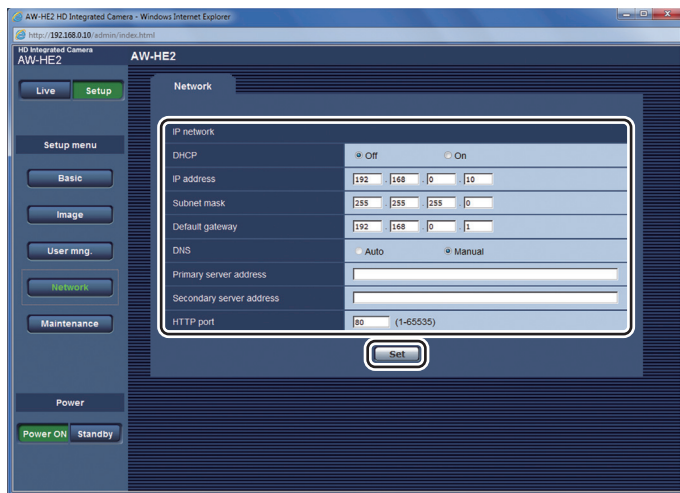 AW-HE2 HD Integrated Camera - Windows Internet Explorer
http://192.168.0.10/admin/index.html
HD Integrated Camera
AW-HE2
AW-HE2
Live Setup
Setup menu
Basic
Image
User mng.
Network
Maintenance
Power
Power ON Standby
Network
IP network
DHCP Off On
IP address 192 . 168 . 0 . 10
Subnet mask 255 . 255 . 255 . 0
Default gateway 192 . 168 . 0 . 1
DNS Auto Manual
Primary server address
Secondary server address
HTTP port 80 (1-65535)
Set